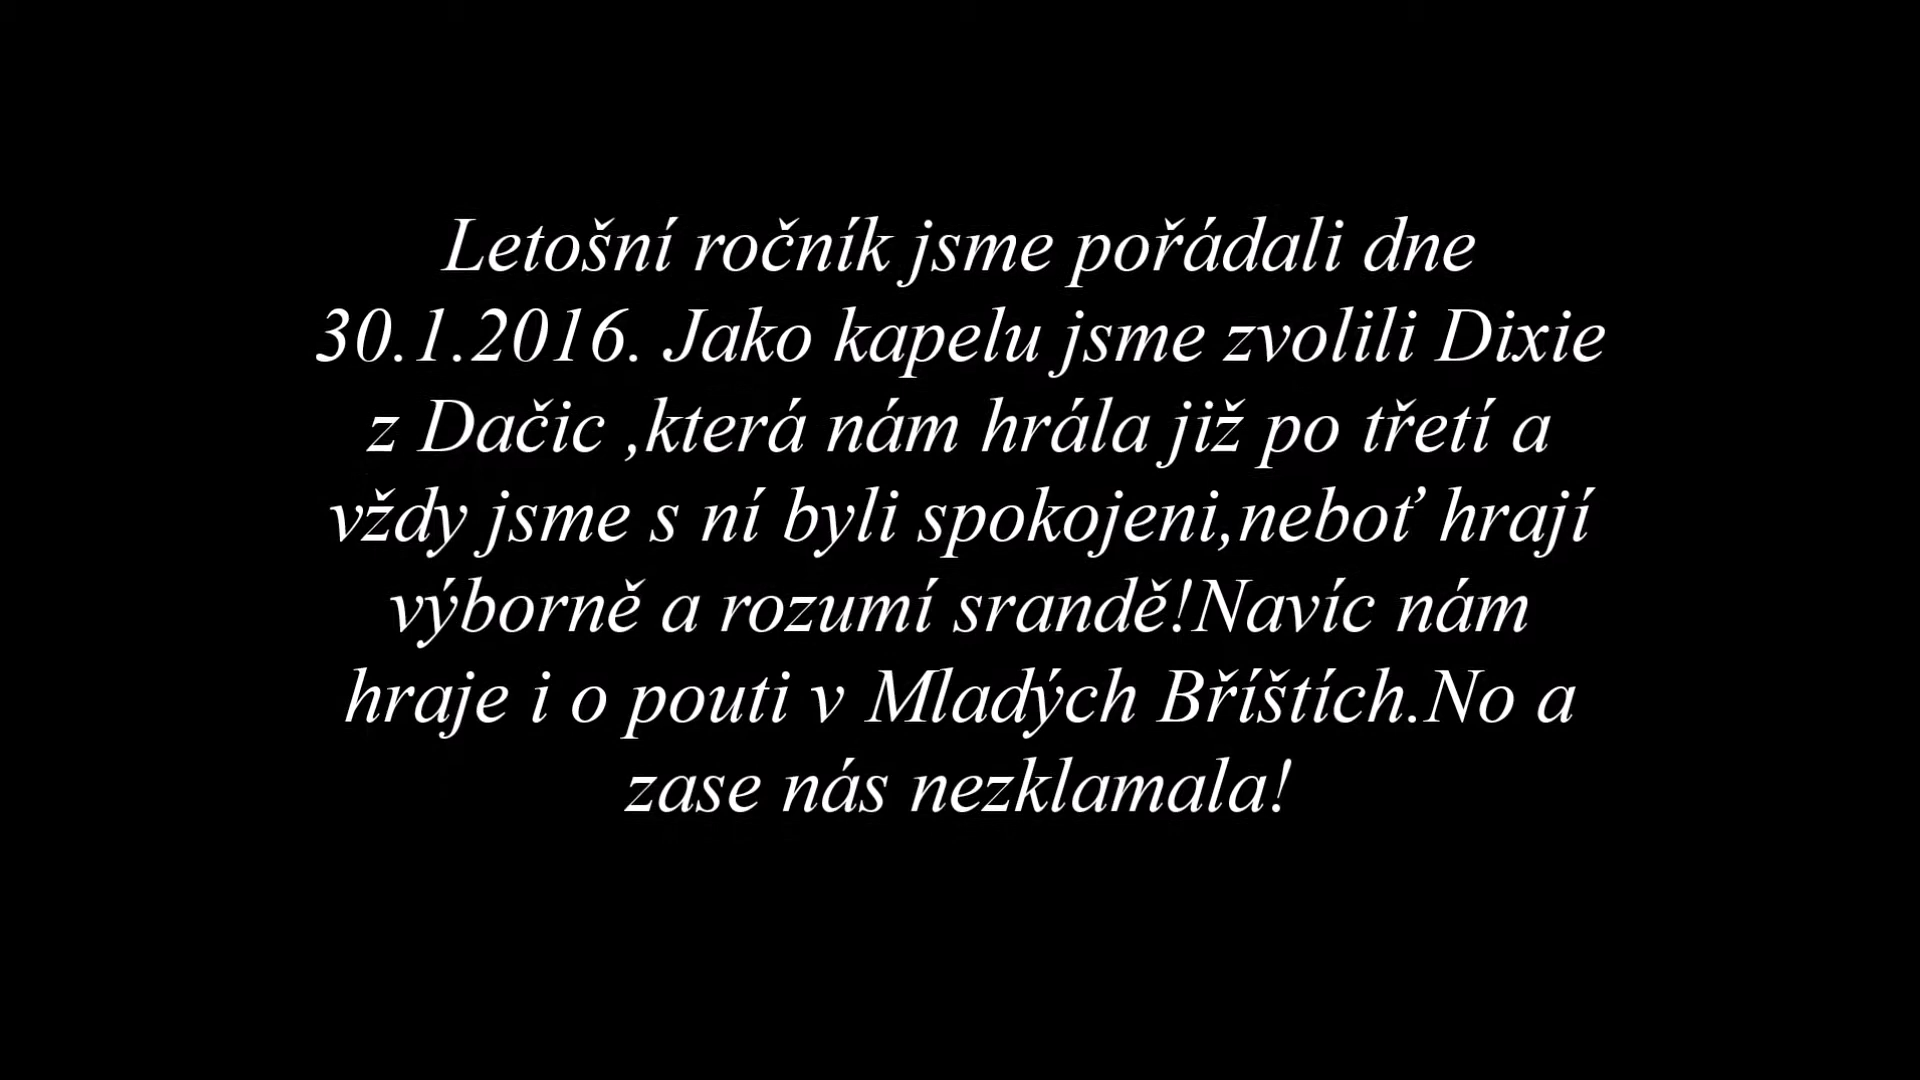 Letošní ročník jsme pořádali dne
30.1.2016. Jako kapelu jsme zvolili Dixie
z Dačic ,která nám hrála již po třetí a
vždy jsme s ní byli spokojeni,neboť hrají
výborně a rozumí srandě!Navíc nám
hraje i o pouti v Mladých Bříštích.No a
zase nás nezklamala!